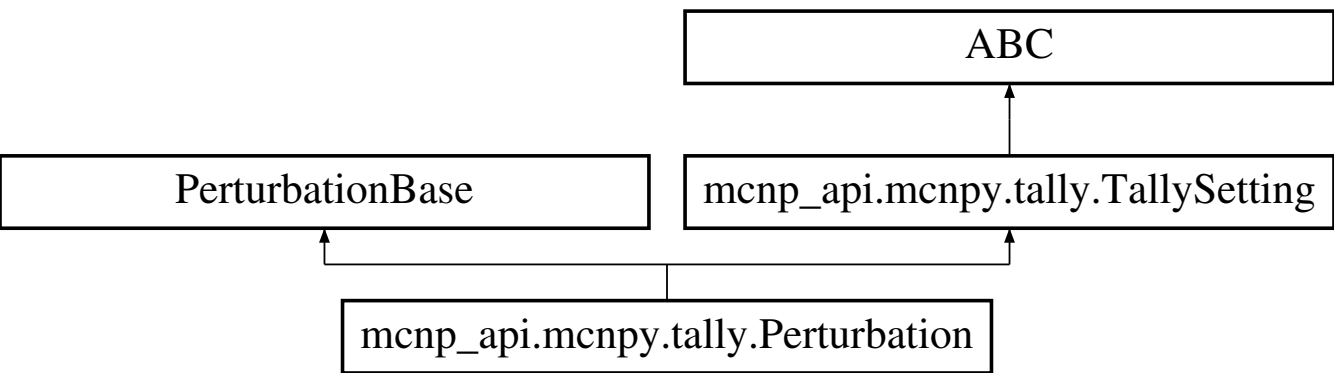 ABC
PerturbationBase
mcnp_api.mcnpy.tally.TallySetting
mcnp_api.mcnpy.tally.Perturbation